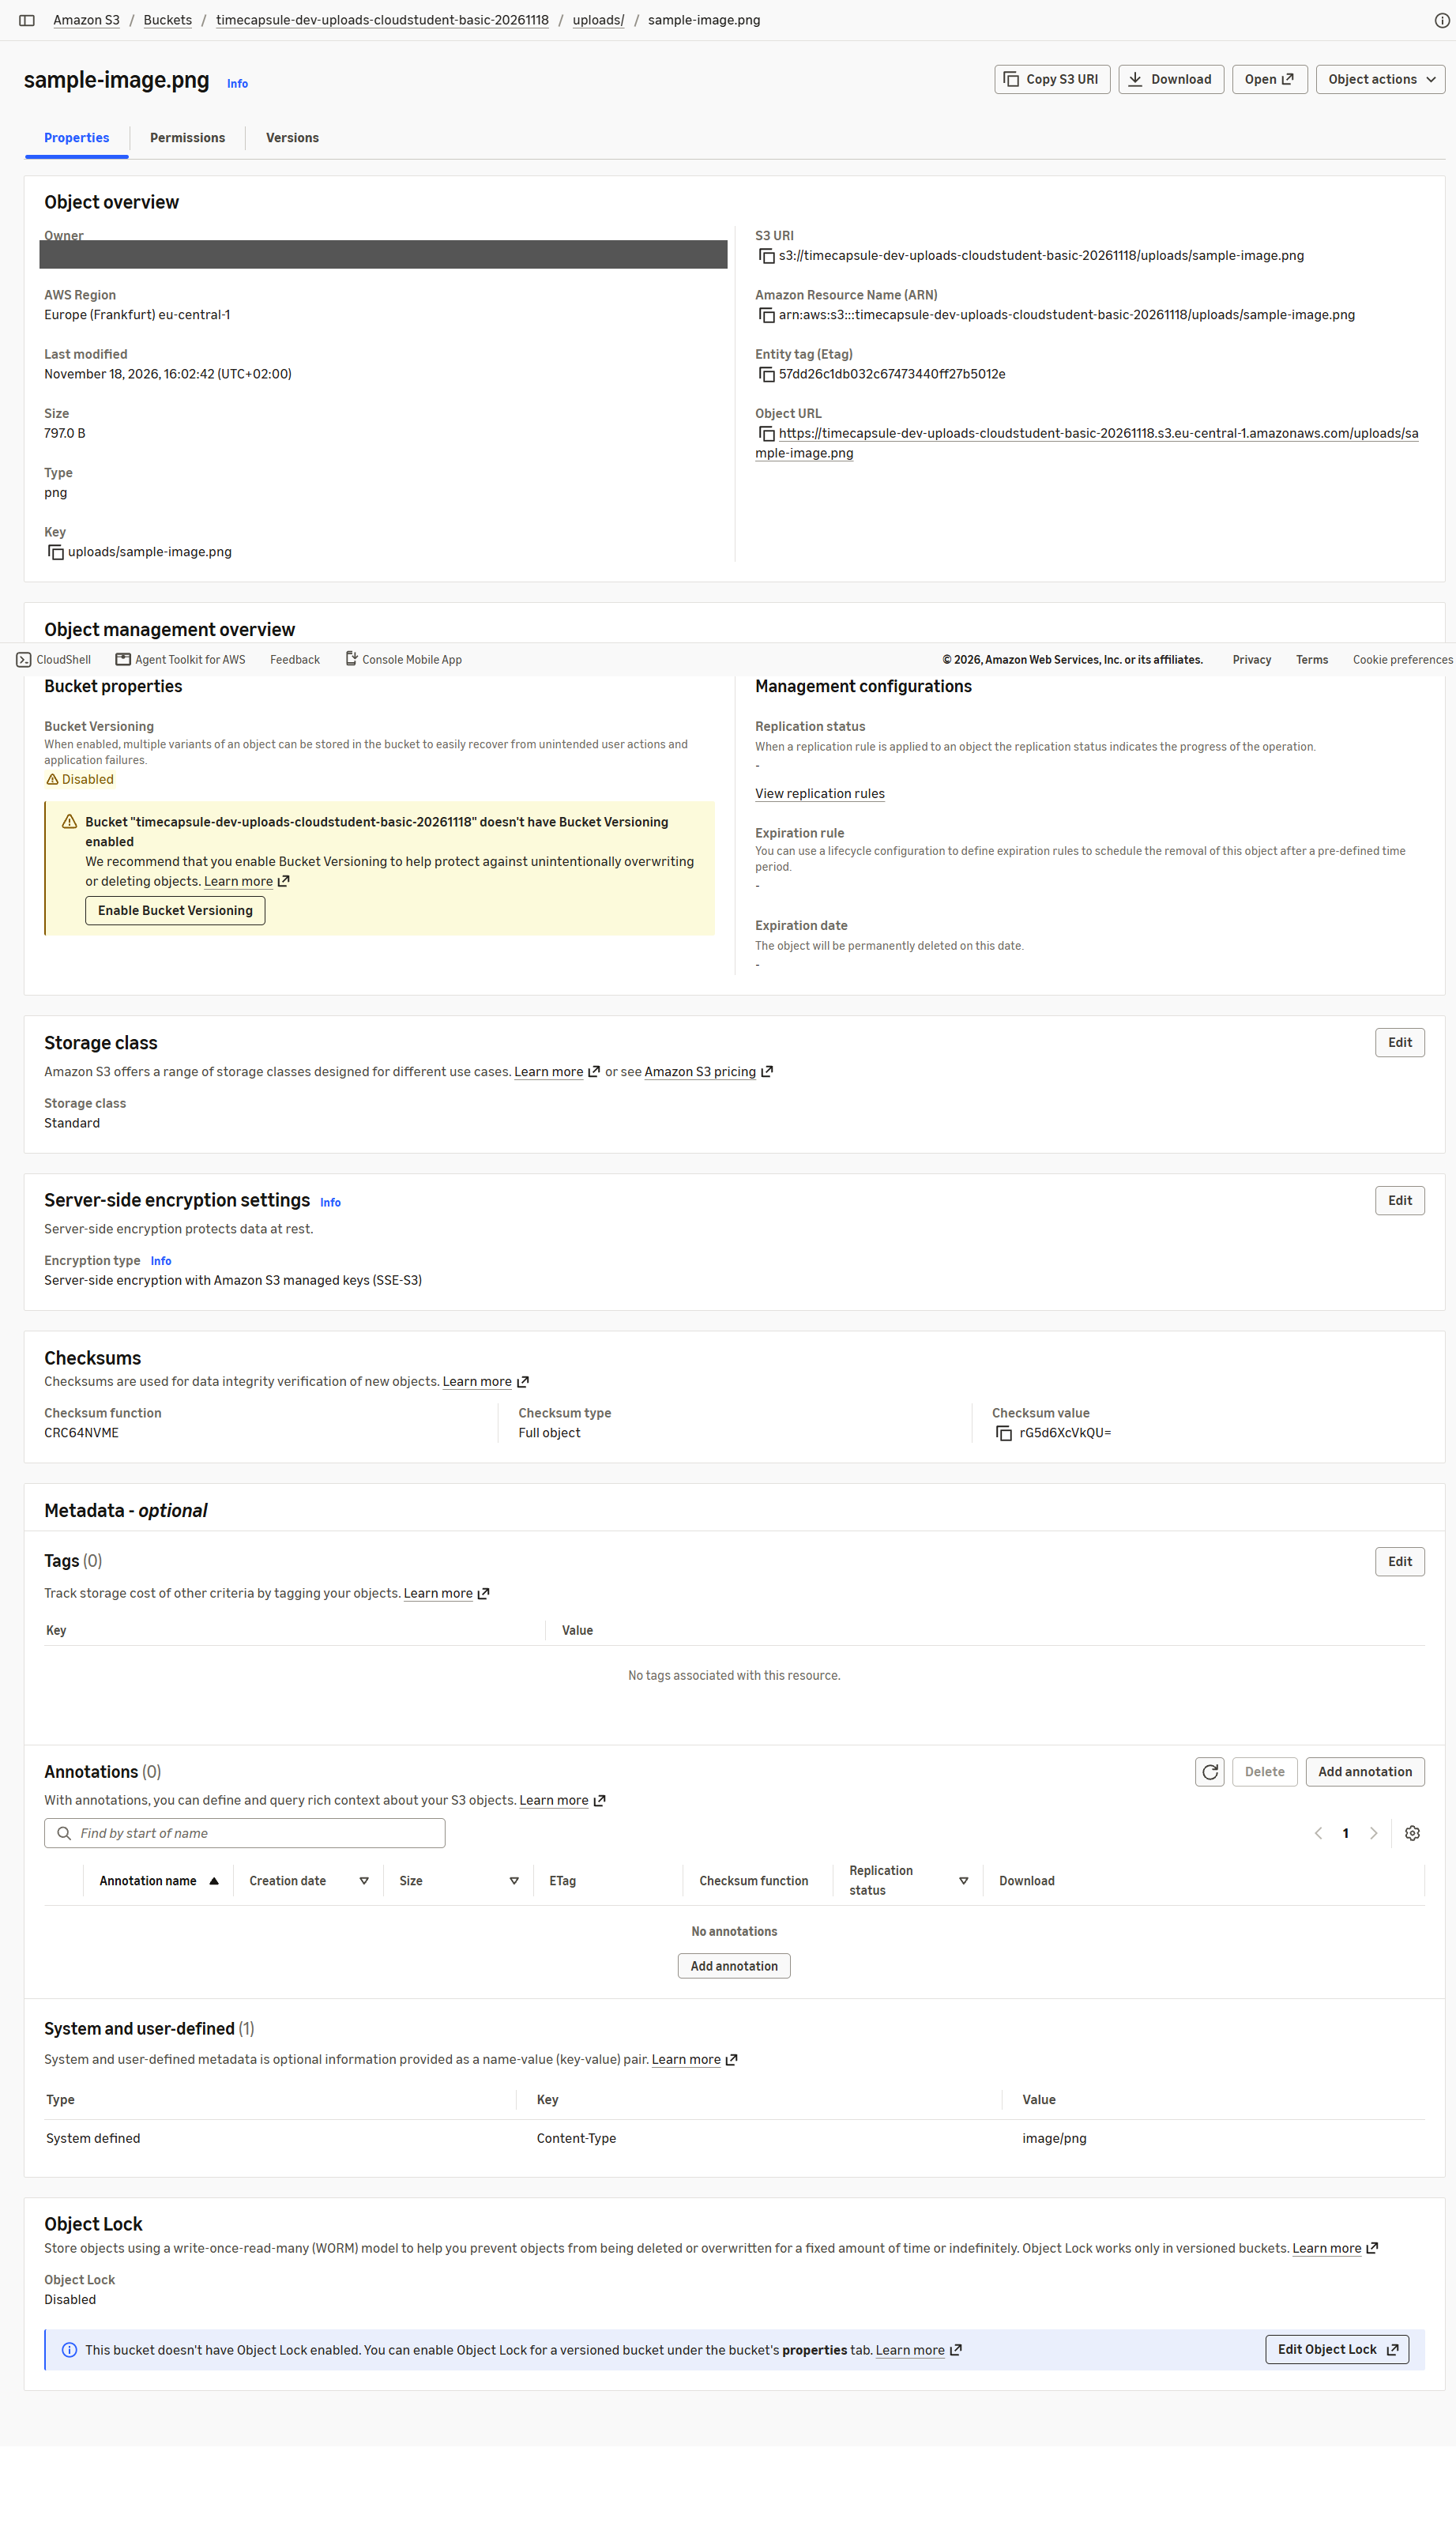 Amazon S3 / Buckets / timecapsule-dev-uploads-cloudstudent-basic-20261118 / uploads/ / sample-image.png
sample-image.png Info
Copy S3 URI Download Open Object actions
Properties Permissions Versions
Object overview
Owner
AWS Region
Europe (Frankfurt) eu-central-1
Last modified
November 18, 2026, 16:02:42 (UTC+02:00)
Size
797.0 B
Type
png
Key
uploads/sample-image.png
S3 URI
s3://timecapsule-dev-uploads-cloudstudent-basic-20261118/uploads/sample-image.png
Amazon Resource Name (ARN)
arn:aws:s3:::timecapsule-dev-uploads-cloudstudent-basic-20261118/uploads/sample-image.png
Entity tag (Etag)
57dd26c1db032c67473440ff27b5012e
Object URL
https://timecapsule-dev-uploads-cloudstudent-basic-20261118.s3.eu-central-1.amazonaws.com/uploads/sa
mple-image.png
Object management overview
CloudShell Agent Toolkit for AWS Feedback Console Mobile App © 2026, Amazon Web Services, Inc. or its affiliates. Privacy Terms Cookie preferences
Bucket properties
Bucket Versioning
When enabled, multiple variants of an object can be stored in the bucket to easily recover from unintended user actions and
application failures.
Disabled
Bucket "timecapsule-dev-uploads-cloudstudent-basic-20261118" doesn't have Bucket Versioning
enabled
We recommend that you enable Bucket Versioning to help protect against unintentionally overwriting
or deleting objects. Learn more
Enable Bucket Versioning
Management configurations
Replication status
When a replication rule is applied to an object the replication status indicates the progress of the operation.
-
View replication rules
Expiration rule
You can use a lifecycle configuration to define expiration rules to schedule the removal of this object after a pre-defined time
period.
-
Expiration date
The object will be permanently deleted on this date.
-
Storage class Edit
Amazon S3 offers a range of storage classes designed for different use cases. Learn more or see Amazon S3 pricing
Storage class
Standard
Server-side encryption settings Info Edit
Server-side encryption protects data at rest.
Encryption type Info
Server-side encryption with Amazon S3 managed keys (SSE-S3)
Checksums
Checksums are used for data integrity verification of new objects. Learn more
Checksum function Checksum type Checksum value
CRC64NVME Full object rG5d6XcVkQU=
Metadata - optional
Tags (0) Edit
Track storage cost of other criteria by tagging your objects. Learn more
Key Value
No tags associated with this resource.
Annotations (0) Delete Add annotation
With annotations, you can define and query rich context about your S3 objects. Learn more
Find by start of name 1
Annotation name Creation date Size ETag Checksum function Replication status Download
No annotations
Add annotation
System and user-defined (1)
System and user-defined metadata is optional information provided as a name-value (key-value) pair. Learn more
Type Key Value
System defined Content-Type image/png
Object Lock
Store objects using a write-once-read-many (WORM) model to help you prevent objects from being deleted or overwritten for a fixed amount of time or indefinitely. Object Lock works only in versioned buckets. Learn more
Object Lock
Disabled
This bucket doesn't have Object Lock enabled. You can enable Object Lock for a versioned bucket under the bucket's properties tab. Learn more Edit Object Lock